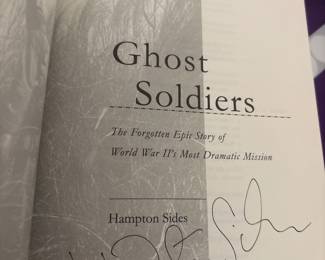 Ghost
Soldiers
The Forgotten Epic Story of
World War II's Most Dramatic Mission
Hampton Sides